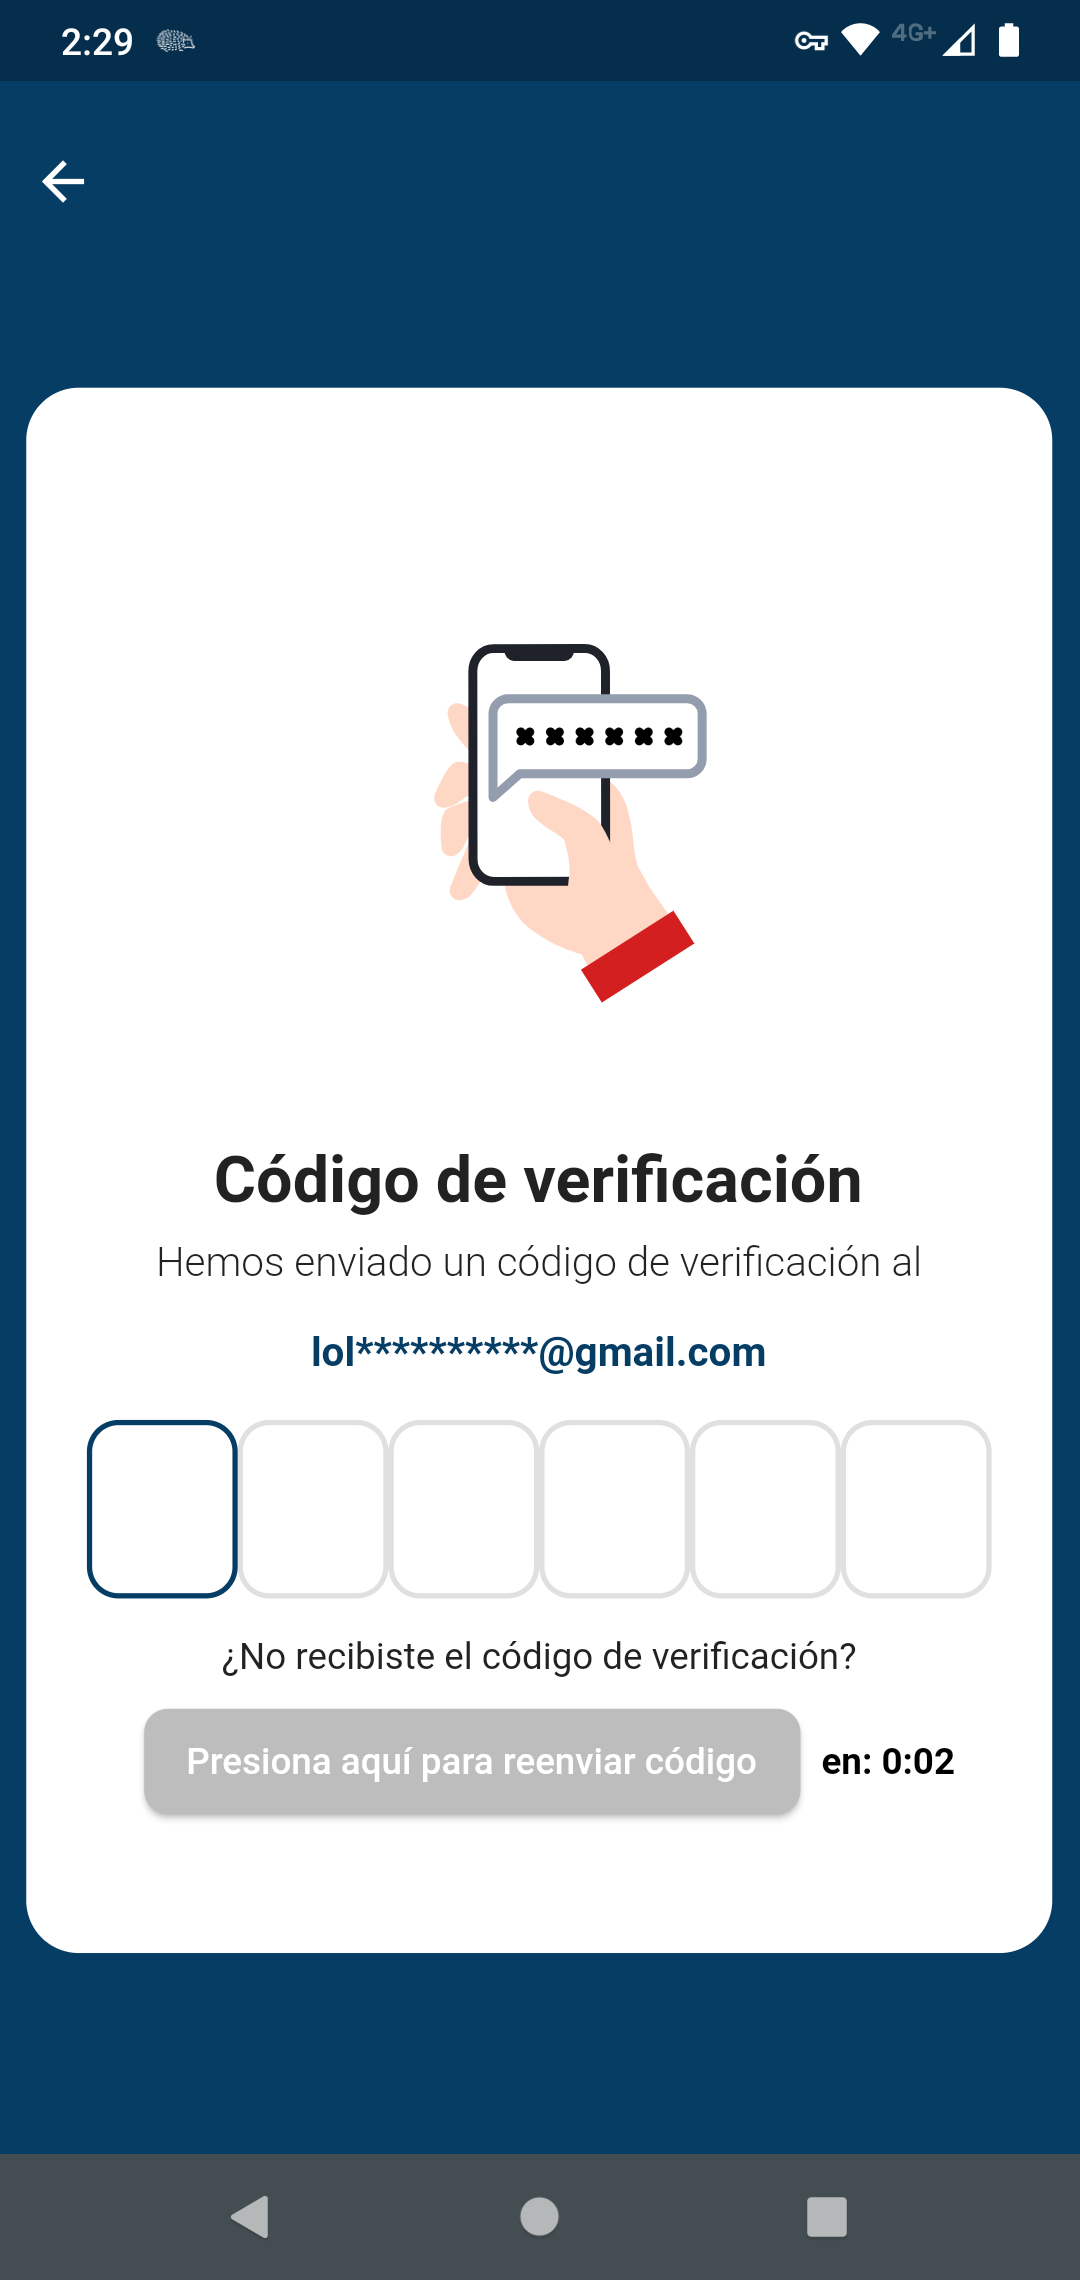 2:29
4G+
Código de verificación
Hemos enviado un código de verificación al
lol**********@gmail.com
¿No recibiste el código de verificación?
Presiona aquí para reenviar código en: 0:02